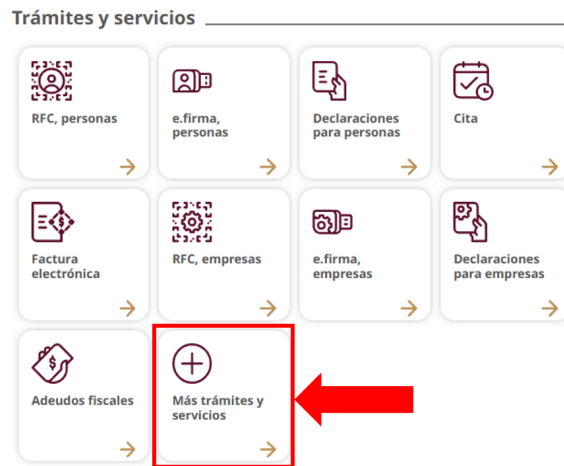 Trámites y servicios
RFC, personas
e.firma,
personas
Declaraciones
para personas
Cita
Factura
electrónica
RFC, empresas
e.firma,
empresas
Declaraciones
para empresas
Adeudos fiscales
Más trámites y
servicios